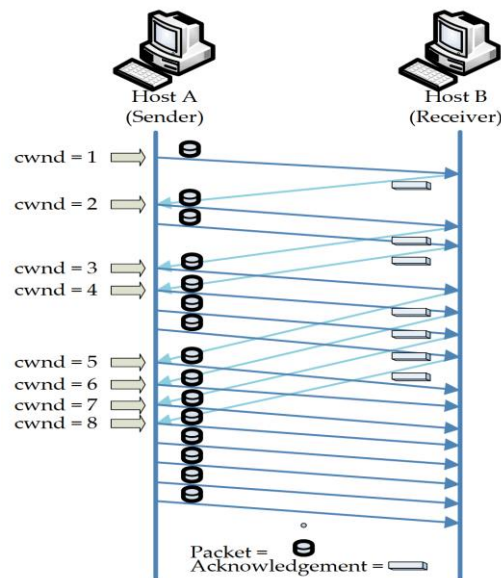 Host A
(Sender)
Host B
(Receiver)
cwnd = 1
cwnd = 2
cwnd = 3
cwnd = 4
cwnd = 5
cwnd = 6
cwnd = 7
cwnd = 8
Packet =
Acknowledgement =